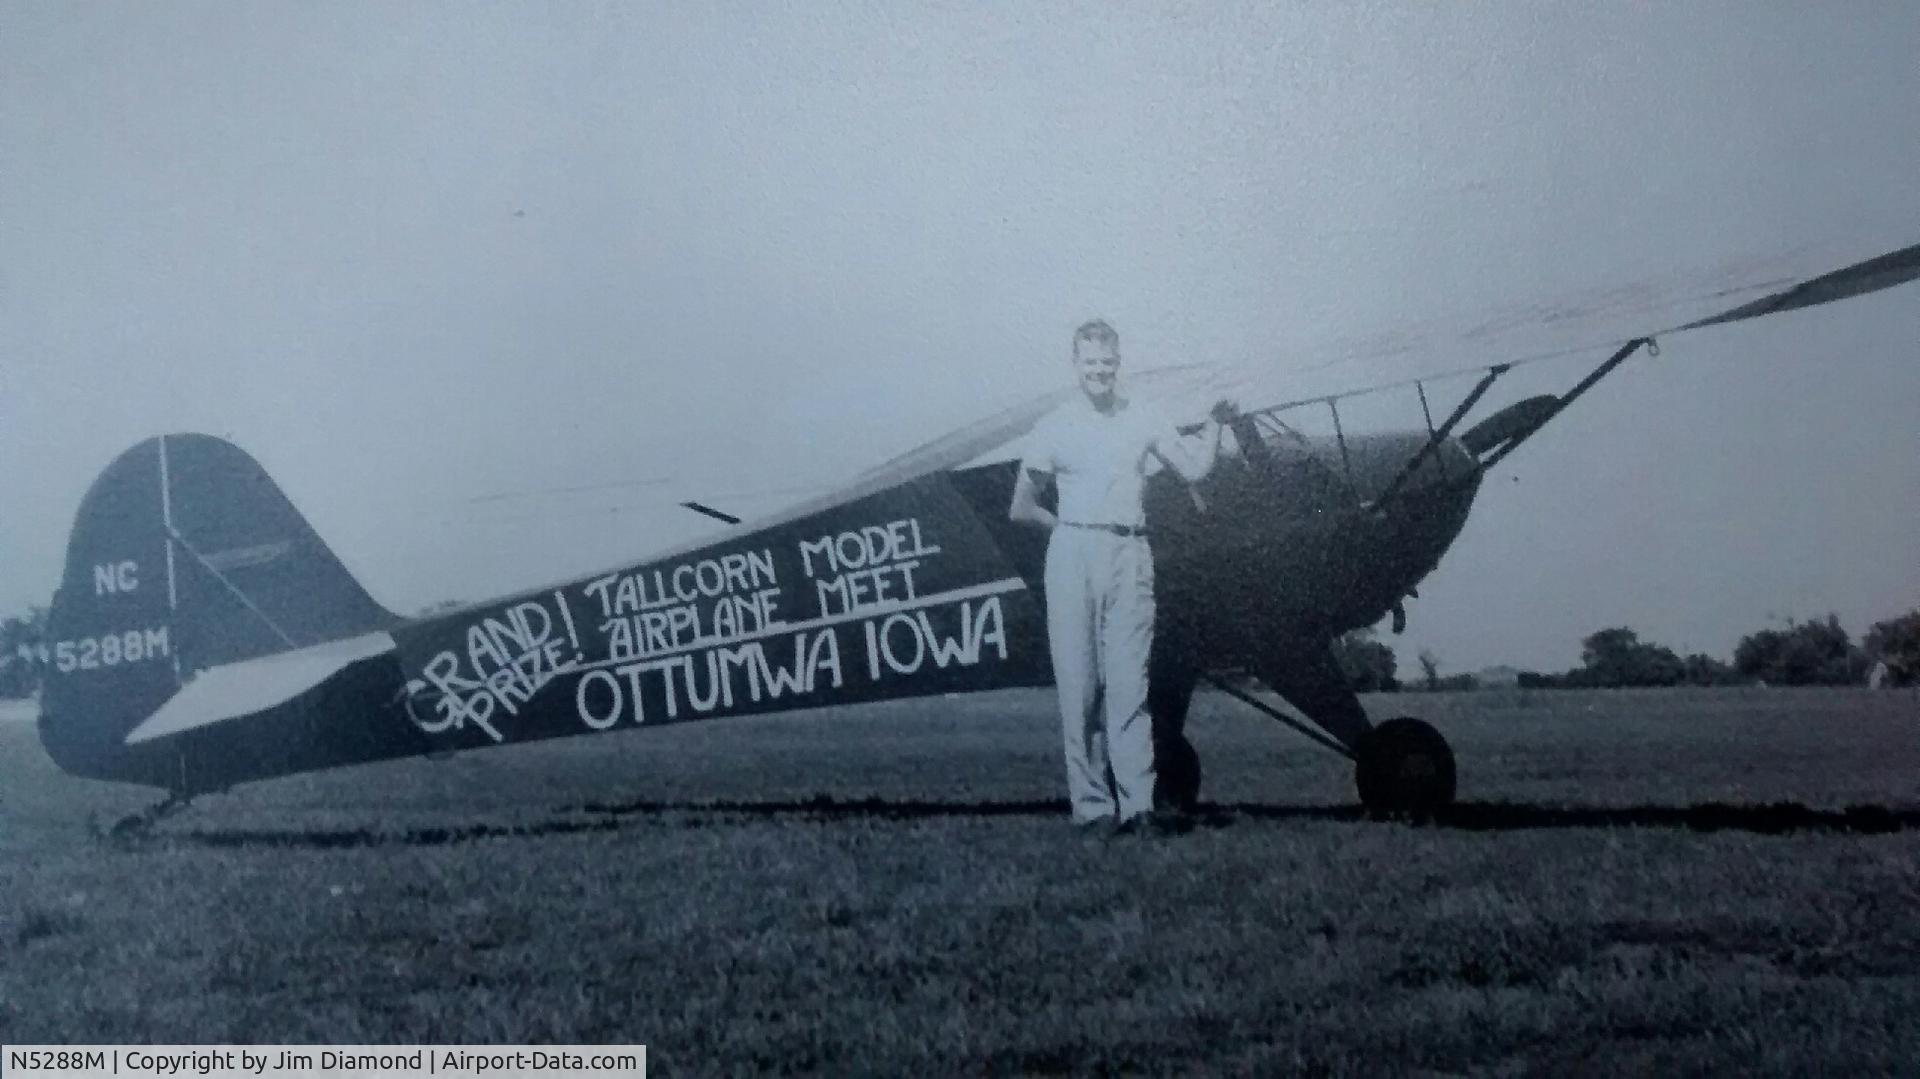 NC
5288M
GRAND
PRIZE!
TALLCORN MODEL
AIRPLANE MEET
OTTUMWA IOWA
N5288M | Copyright by Jim Diamond | Airport-Data.com